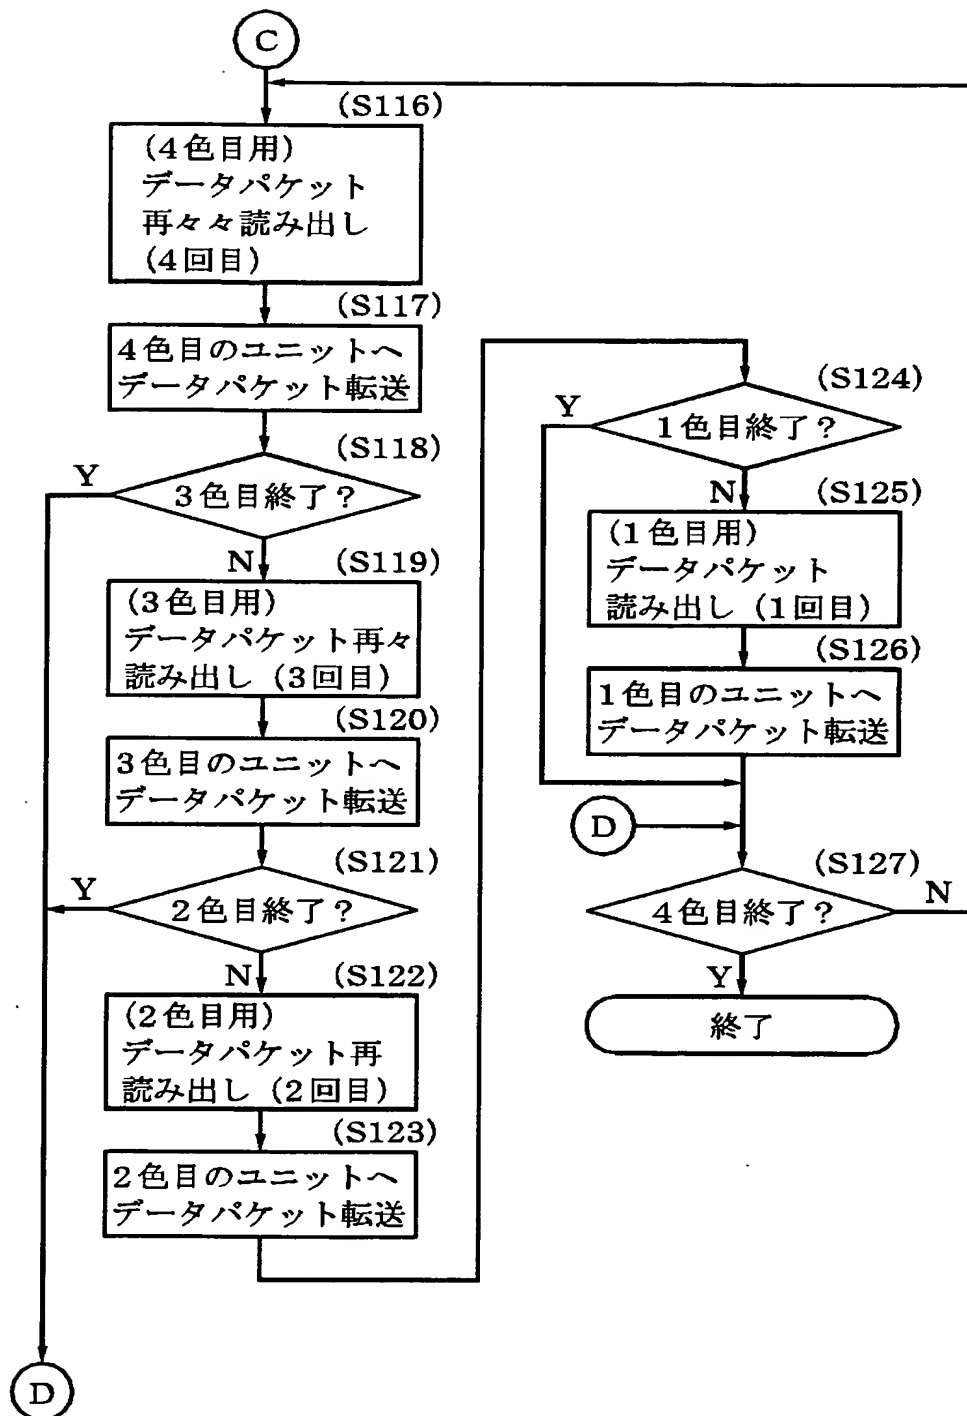 C
(S116)
(4色目用)
データパケット
再々々読み出し
(4回目)
(S117)
4色目のユニットへ
データパケット転送
(S118)
Y
3色目終了?
N
(S119)
(3色目用)
データパケット再々
読み出し (3回目)
(S120)
3色目のユニットへ
データパケット転送
(S121)
Y
2色目終了?
N
(S122)
(2色目用)
データパケット再
読み出し (2回目)
(S123)
2色目のユニットへ
データパケット転送
D
(S124)
Y
1色目終了?
N
(S125)
(1色目用)
データパケット
読み出し (1回目)
(S126)
1色目のユニットへ
データパケット転送
D
(S127)
4色目終了?
N
Y
終了